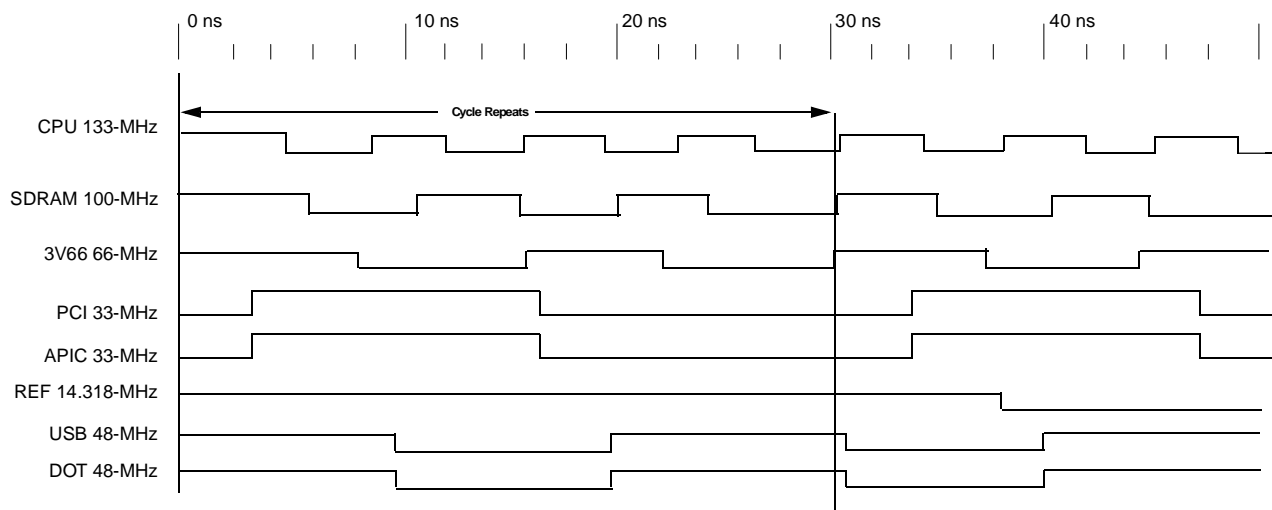 0 ns
10 ns
20 ns
30 ns
40 ns
Cycle Repeats
CPU 133-MHz
SDRAM 100-MHz
3V66 66-MHz
PCI 33-MHz
APIC 33-MHz
REF 14.318-MHz
USB 48-MHz
DOT 48-MHz